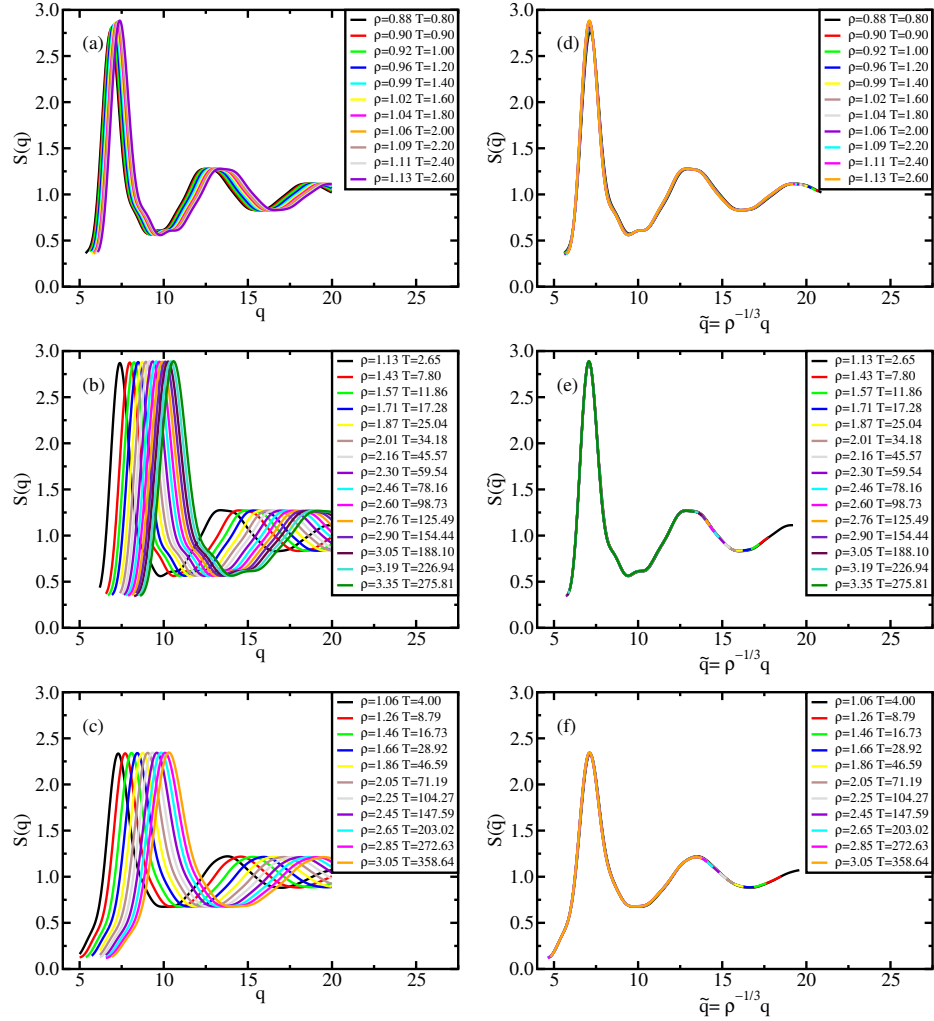 (a)
S(q)
3.0
2.5
2.0
1.5
1.0
0.5
0.0
5 10 15 20 25
q
ρ=0.88 T=0.80
ρ=0.90 T=0.90
ρ=0.92 T=1.00
ρ=0.96 T=1.20
ρ=0.99 T=1.40
ρ=1.02 T=1.60
ρ=1.04 T=1.80
ρ=1.06 T=2.00
ρ=1.09 T=2.20
ρ=1.11 T=2.40
ρ=1.13 T=2.60
(d)
S(q̃)
3.0
2.5
2.0
1.5
1.0
0.5
0.0
5 10 15 20 25
q̃= ρ^{-1/3}q
ρ=0.88 T=0.80
ρ=0.90 T=0.90
ρ=0.92 T=1.00
ρ=0.96 T=1.20
ρ=0.99 T=1.40
ρ=1.02 T=1.60
ρ=1.04 T=1.80
ρ=1.06 T=2.00
ρ=1.09 T=2.20
ρ=1.11 T=2.40
ρ=1.13 T=2.60
(b)
S(q)
3.0
2.5
2.0
1.5
1.0
0.5
0.0
5 10 15 20 25
q
ρ=1.13 T=2.65
ρ=1.43 T=7.80
ρ=1.57 T=11.86
ρ=1.71 T=17.28
ρ=1.87 T=25.04
ρ=2.01 T=34.18
ρ=2.16 T=45.57
ρ=2.30 T=59.54
ρ=2.46 T=78.16
ρ=2.60 T=98.73
ρ=2.76 T=125.49
ρ=2.90 T=154.44
ρ=3.05 T=188.10
ρ=3.19 T=226.94
ρ=3.35 T=275.81
(e)
S(q̃)
3.0
2.5
2.0
1.5
1.0
0.5
0.0
5 10 15 20 25
q̃= ρ^{-1/3}q
ρ=1.13 T=2.65
ρ=1.43 T=7.80
ρ=1.57 T=11.86
ρ=1.71 T=17.28
ρ=1.87 T=25.04
ρ=2.01 T=34.18
ρ=2.16 T=45.57
ρ=2.30 T=59.54
ρ=2.46 T=78.16
ρ=2.60 T=98.73
ρ=2.76 T=125.49
ρ=2.90 T=154.44
ρ=3.05 T=188.10
ρ=3.19 T=226.94
ρ=3.35 T=275.81
(c)
S(q)
3.0
2.5
2.0
1.5
1.0
0.5
0.0
5 10 15 20 25
q
ρ=1.06 T=4.00
ρ=1.26 T=8.79
ρ=1.46 T=16.73
ρ=1.66 T=28.92
ρ=1.86 T=46.59
ρ=2.05 T=71.19
ρ=2.25 T=104.27
ρ=2.45 T=147.59
ρ=2.65 T=203.02
ρ=2.85 T=272.63
ρ=3.05 T=358.64
(f)
S(q̃)
3.0
2.5
2.0
1.5
1.0
0.5
0.0
5 10 15 20 25
q̃= ρ^{-1/3}q
ρ=1.06 T=4.00
ρ=1.26 T=8.79
ρ=1.46 T=16.73
ρ=1.66 T=28.92
ρ=1.86 T=46.59
ρ=2.05 T=71.19
ρ=2.25 T=104.27
ρ=2.45 T=147.59
ρ=2.65 T=203.02
ρ=2.85 T=272.63
ρ=3.05 T=358.64